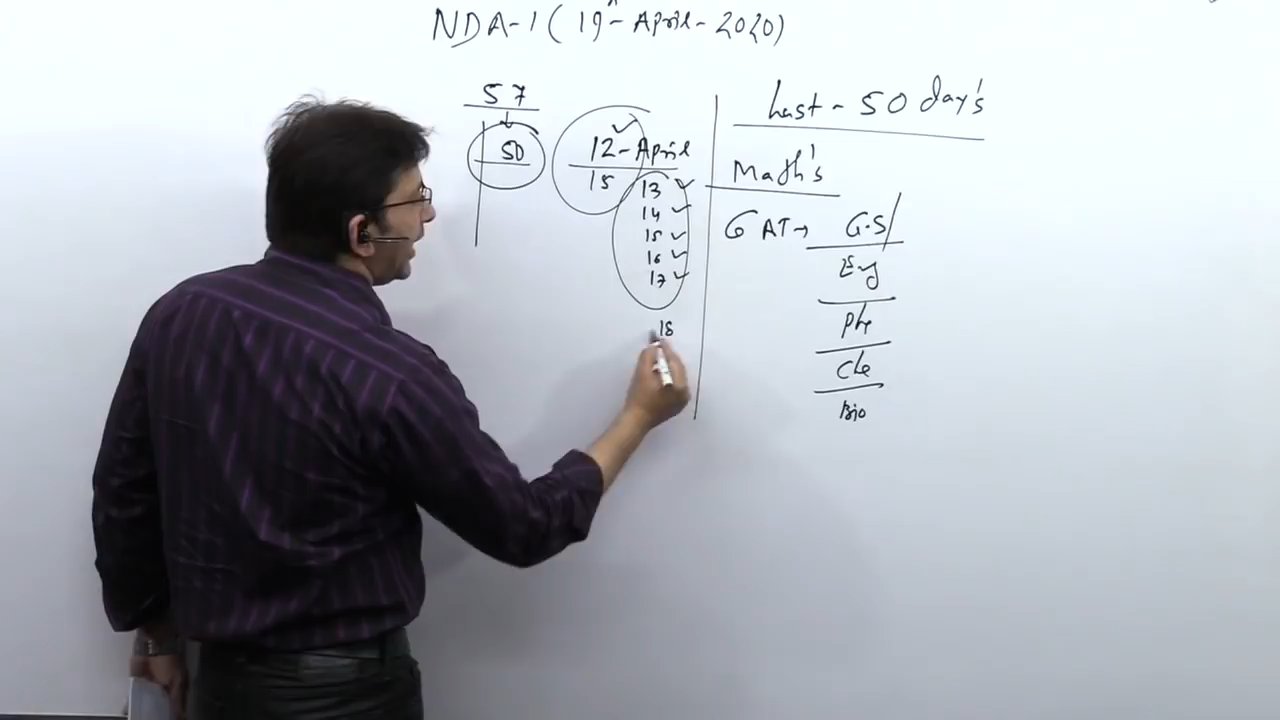 NDA-1 (19th - April - 2020)
57
50
12 - April
15
13
14
15
16
17
18
Last - 50 day's
Math's
GAT → G.S/
Eng
Phe
Che
Bio